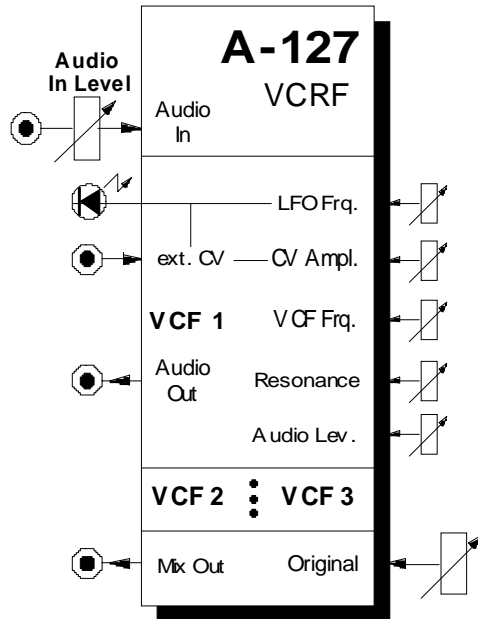 A-127
VCRF
Audio
In Level
Audio
In
LFO Frq.
ext. CV
CV Ampl.
VCF 1
VCF Frq.
Audio
Out
Resonance
Audio Lev.
VCF 2
VCF 3
Mix Out
Original